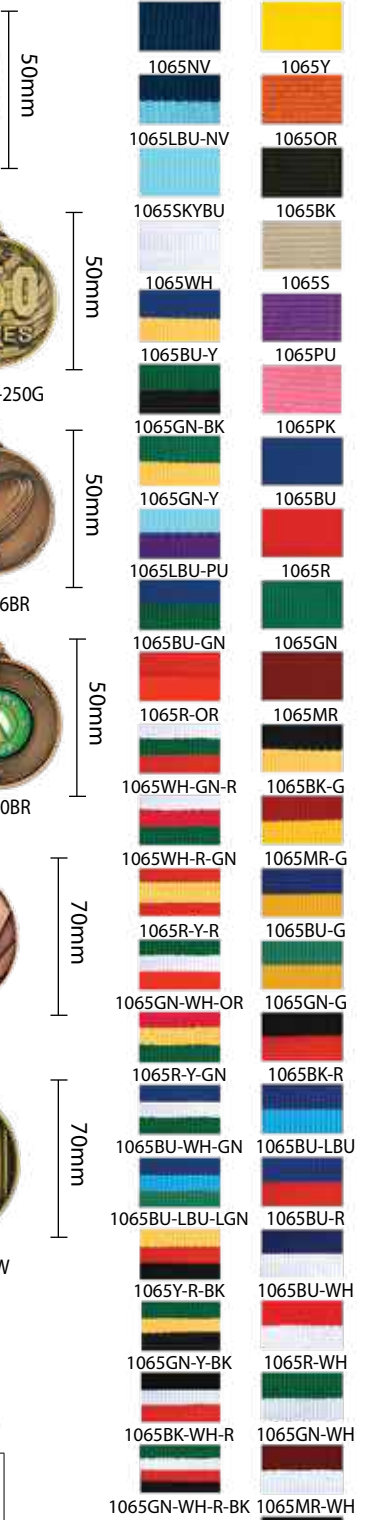 50mm
50mm
ES
-250G
50mm
6BR
50mm
0BR
70mm
70mm
W
1065NV 1065Y
1065LBU-NV 1065OR
1065SKYBU 1065BK
1065WH 1065S
1065BU-Y 1065PU
1065GN-BK 1065PK
1065GN-Y 1065BU
1065LBU-PU 1065R
1065BU-GN 1065GN
1065R-OR 1065MR
1065WH-GN-R 1065BK-G
1065WH-R-GN 1065MR-G
1065R-Y-R 1065BU-G
1065GN-WH-OR 1065GN-G
1065R-Y-GN 1065BK-R
1065BU-WH-GN 1065BU-LBU
1065BU-LBU-LGN 1065BU-R
1065Y-R-BK 1065BU-WH
1065GN-Y-BK 1065R-WH
1065BK-WH-R 1065GN-WH
1065GN-WH-R-BK 1065MR-WH